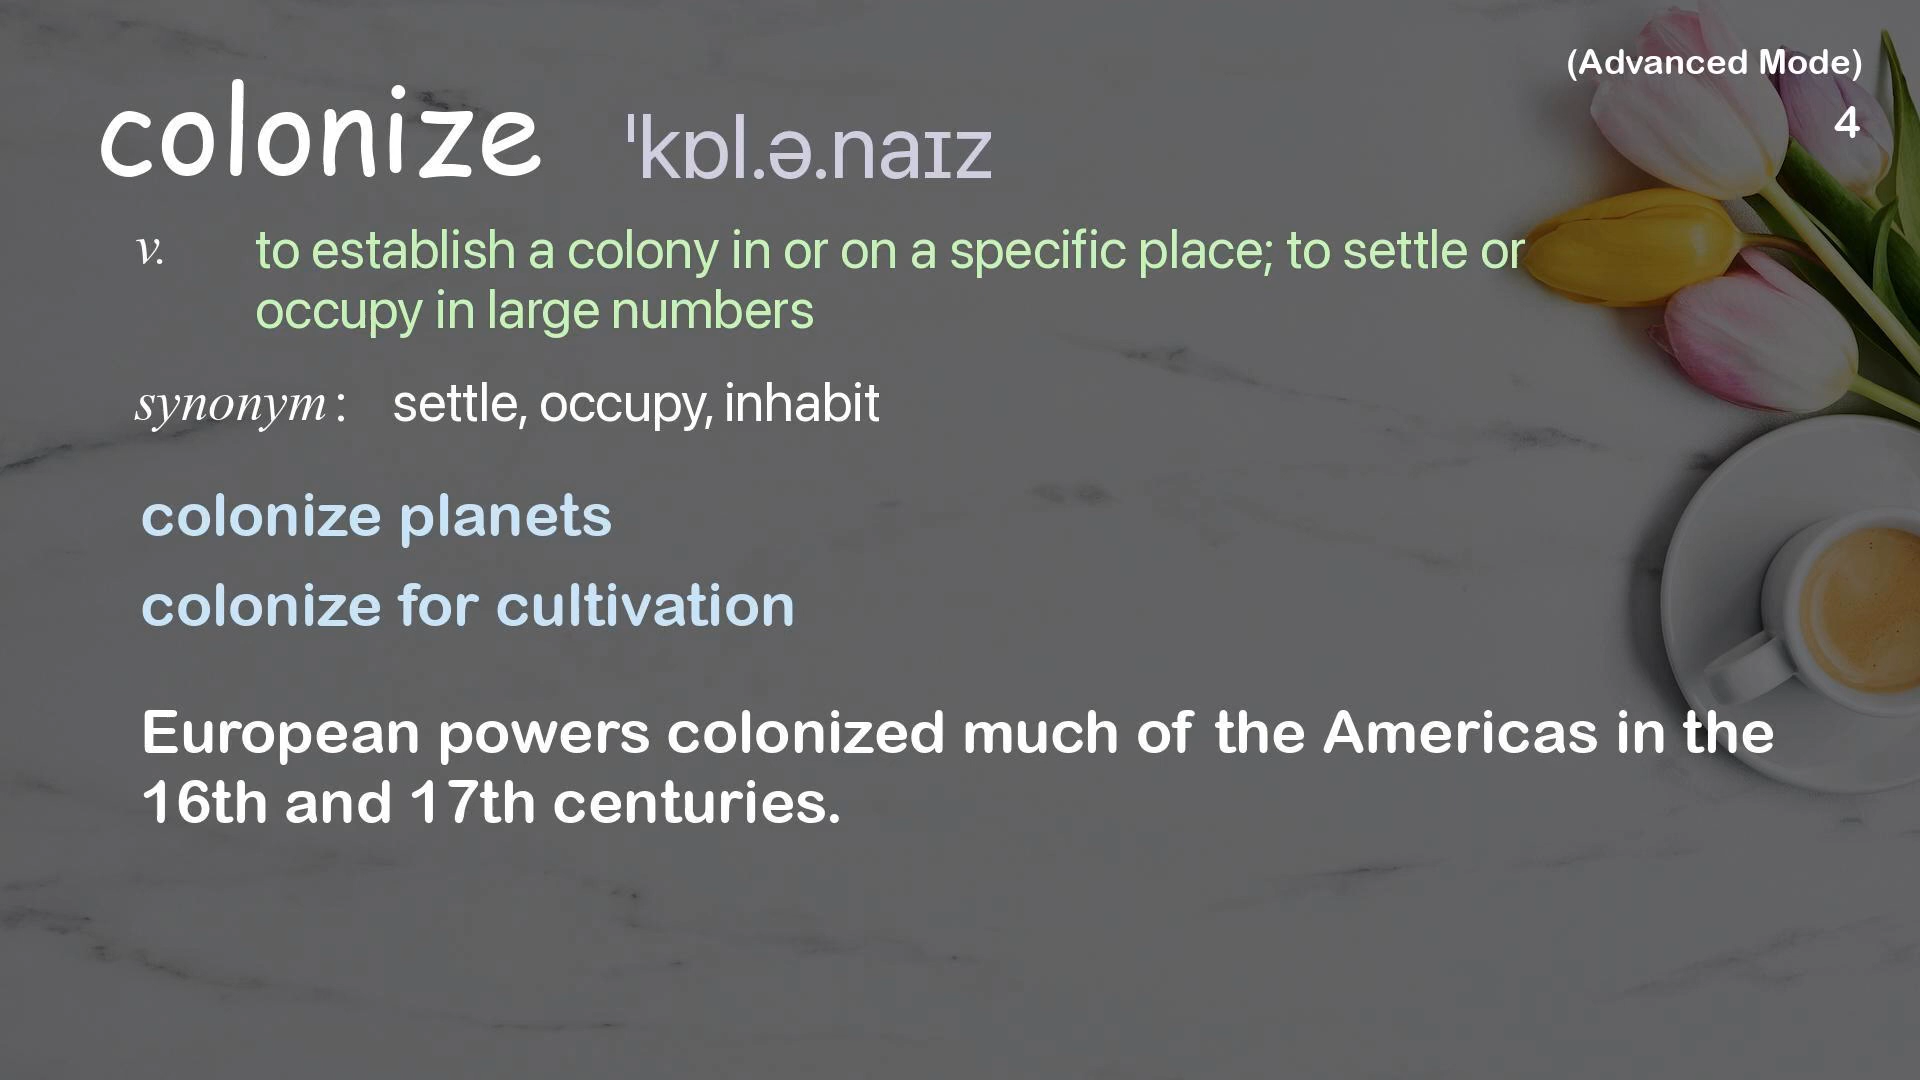 (Advanced Mode)
4
colonize ˈkɒl.ə.naɪz
v. to establish a colony in or on a specific place; to settle or
occupy in large numbers
synonym: settle, occupy, inhabit
colonize planets
colonize for cultivation
European powers colonized much of the Americas in the
16th and 17th centuries.